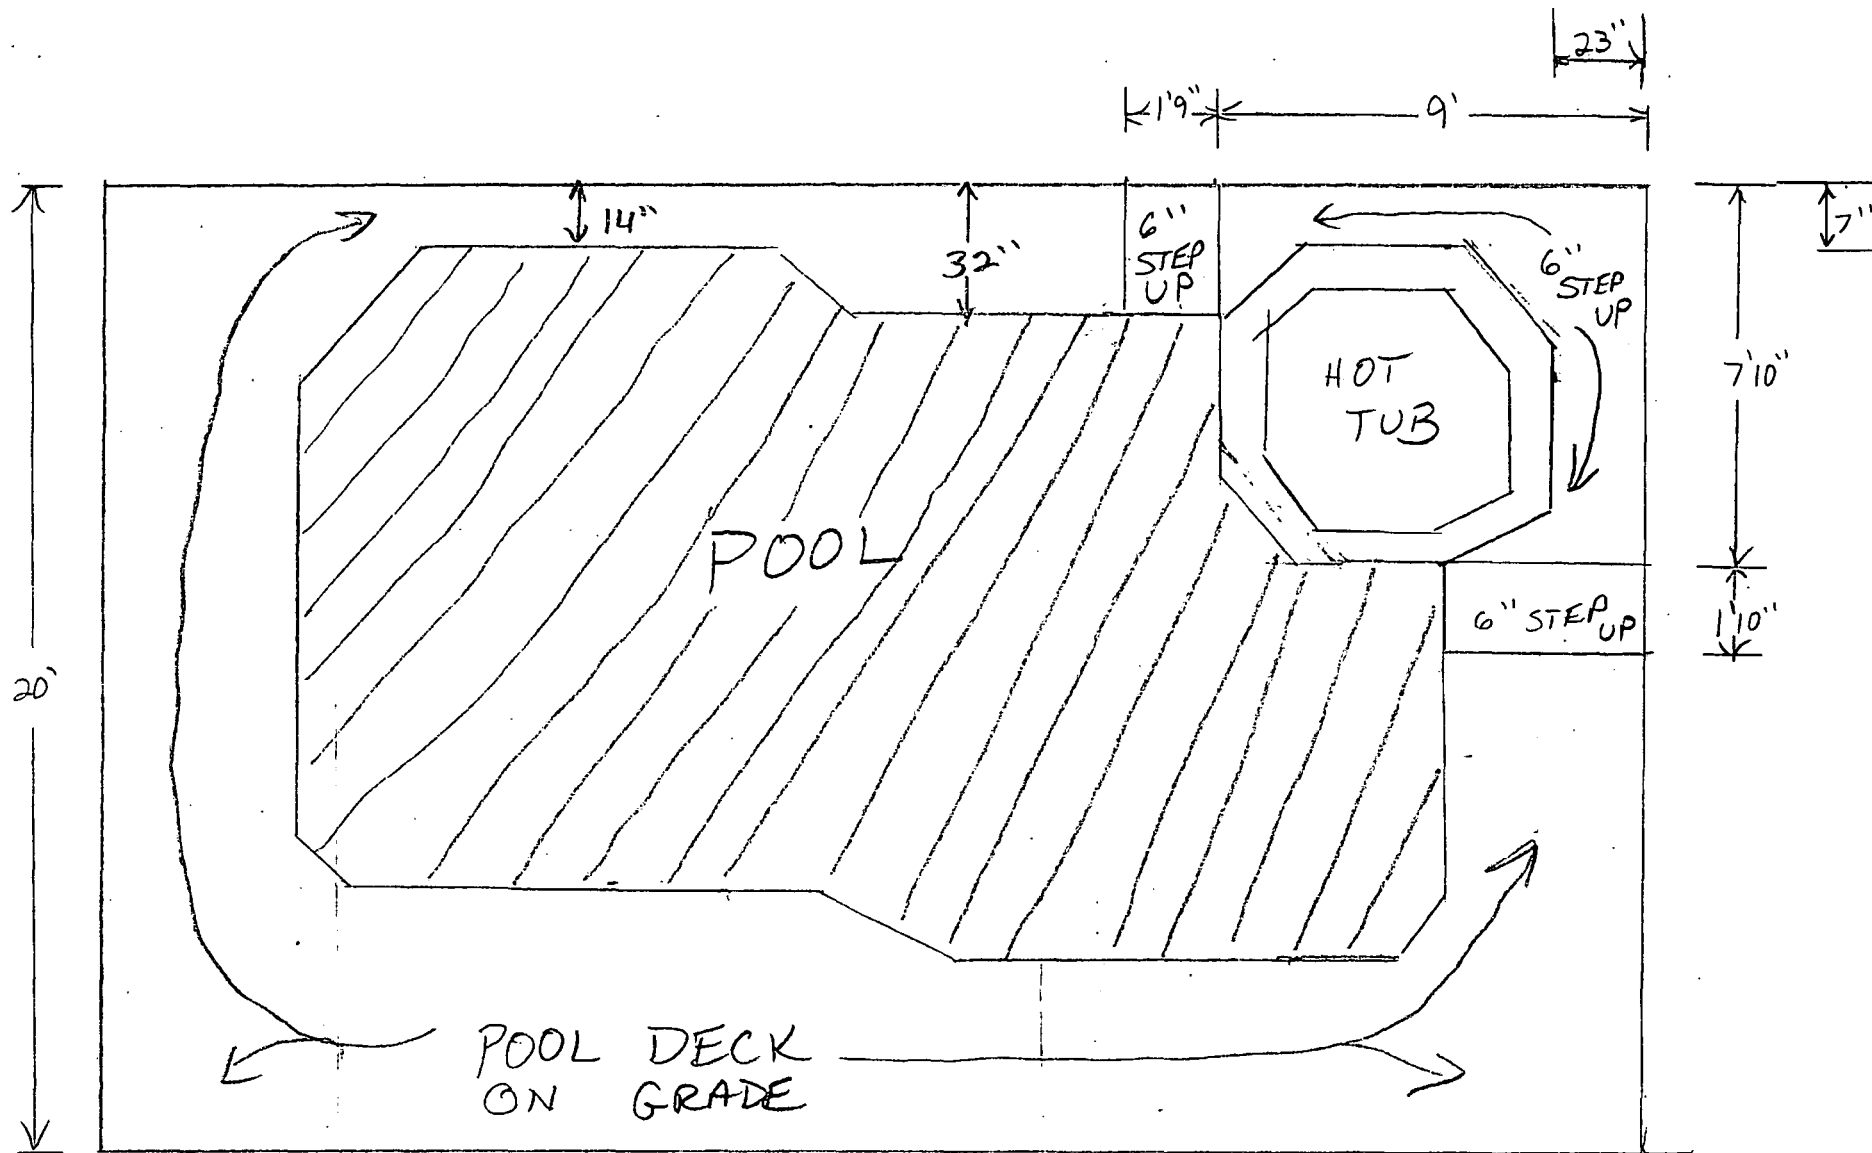 23"
1'9"
9'
14"
32"
6"
STEP
UP
6"
STEP
UP
7"
HOT
TUB
7'10"
POOL
6" STEP UP
1'10"
20'
POOL DECK
ON GRADE